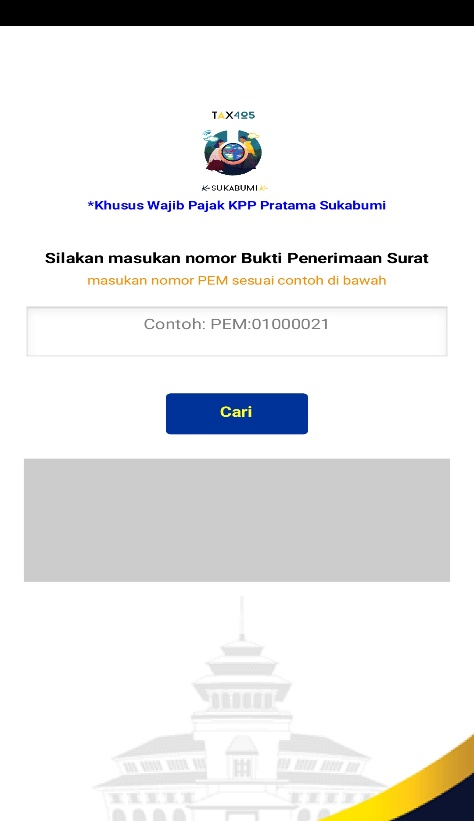 TAX405
SUKABUMI
*Khusus Wajib Pajak KPP Pratama Sukabumi
Silakan masukan nomor Bukti Penerimaan Surat
masukan nomor PEM sesuai contoh di bawah
Contoh: PEM:01000021
Cari